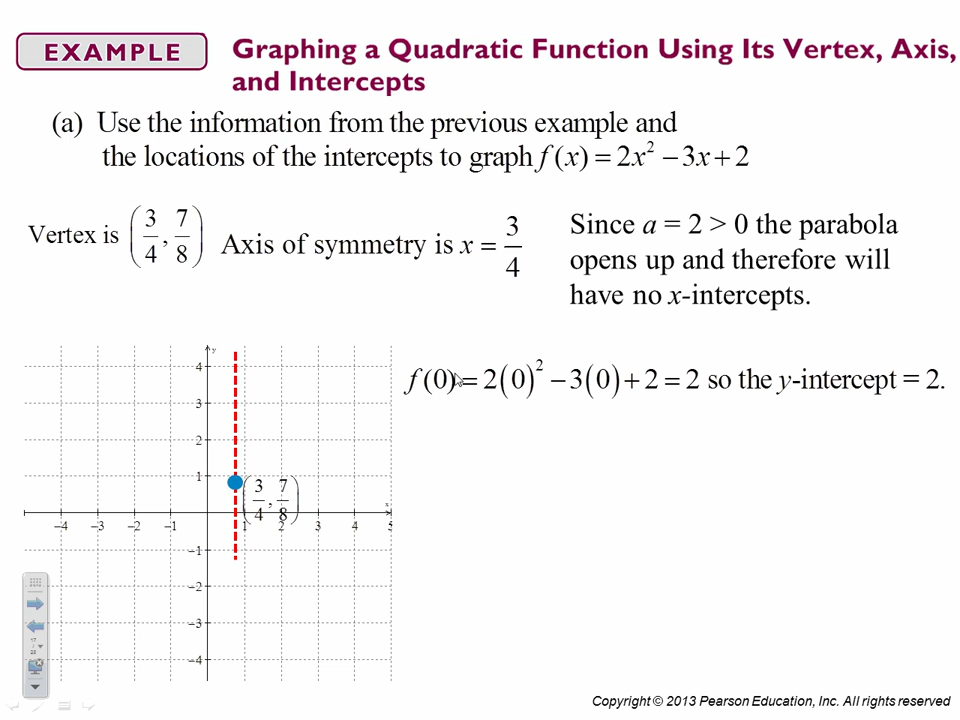 EXAMPLE
Graphing a Quadratic Function Using Its Vertex, Axis,
and Intercepts
(a) Use the information from the previous example and
the locations of the intercepts to graph f(x) = 2x² − 3x + 2
Vertex is (3/4, 7/8)
Axis of symmetry is x = 3/4
Since a = 2 > 0 the parabola
opens up and therefore will
have no x-intercepts.
f(0) = 2(0)² − 3(0) + 2 = 2 so the y-intercept = 2.
y
4
3
2
1
(3/4, 7/8)
x
−4 −3 −2 −1 1 2 3 4 5
−1
−2
−3
−4
Copyright © 2013 Pearson Education, Inc. All rights reserved